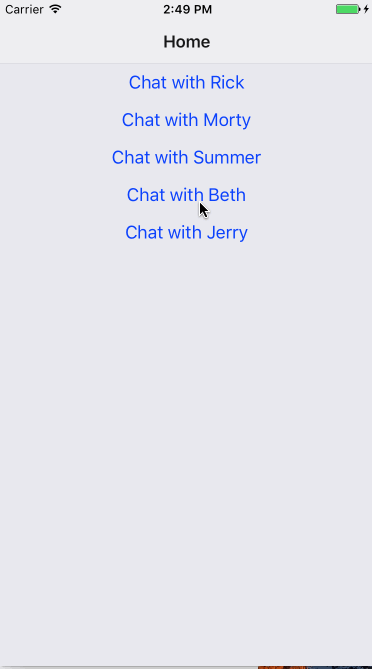 Carrier 2:49 PM
Home
Chat with Rick
Chat with Morty
Chat with Summer
Chat with Beth
Chat with Jerry